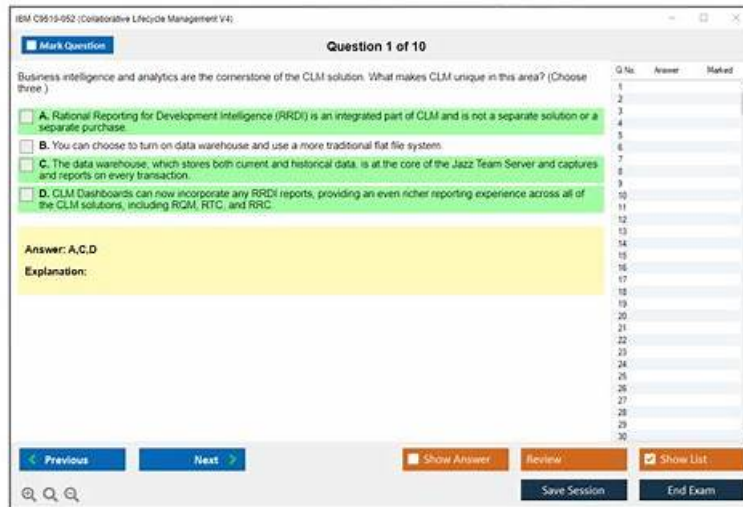 IBM C9510-052 (Collaborative Lifecycle Management V4)
Mark Question
Question 1 of 10
Business intelligence and analytics are the cornerstone of the CLM solution. What makes CLM unique in this area? (Choose
three.)
A. Rational Reporting for Development Intelligence (RRDI) is an integrated part of CLM and is not a separate solution or a
separate purchase.
B. You can choose to turn on data warehouse and use a more traditional flat file system.
C. The data warehouse, which stores both current and historical data, is at the core of the Jazz Team Server and captures
and reports on every transaction.
D. CLM Dashboards can now incorporate any RRDI reports, providing an even richer reporting experience across all of
the CLM solutions, including RQM, RTC, and RRC.
Answer: A,C,D
Explanation:
Q.No. Answer Marked
1
2
3
4
5
6
7
8
9
10
11
12
13
14
15
16
17
18
19
20
21
22
23
24
25
26
27
28
29
30
Previous
Next
Show Answer
Review
Show List
Save Session
End Exam